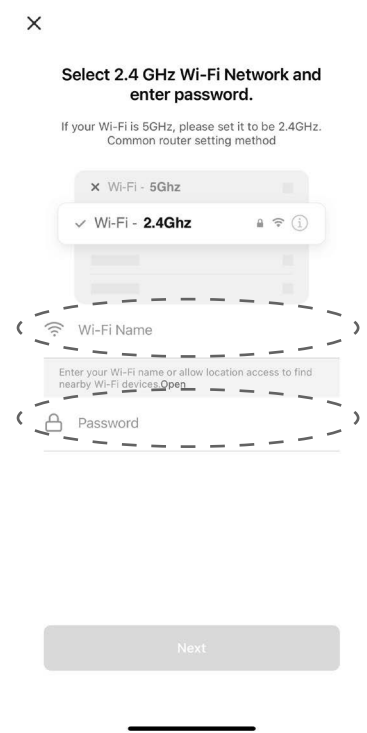 Select 2.4 GHz Wi-Fi Network and
enter password.
If your Wi-Fi is 5GHz, please set it to be 2.4GHz.
Common router setting method
Wi-Fi - 5Ghz
Wi-Fi - 2.4Ghz
Wi-Fi Name
Enter your Wi-Fi name or allow location access to find
nearby Wi-Fi devices.Open
Password
Next